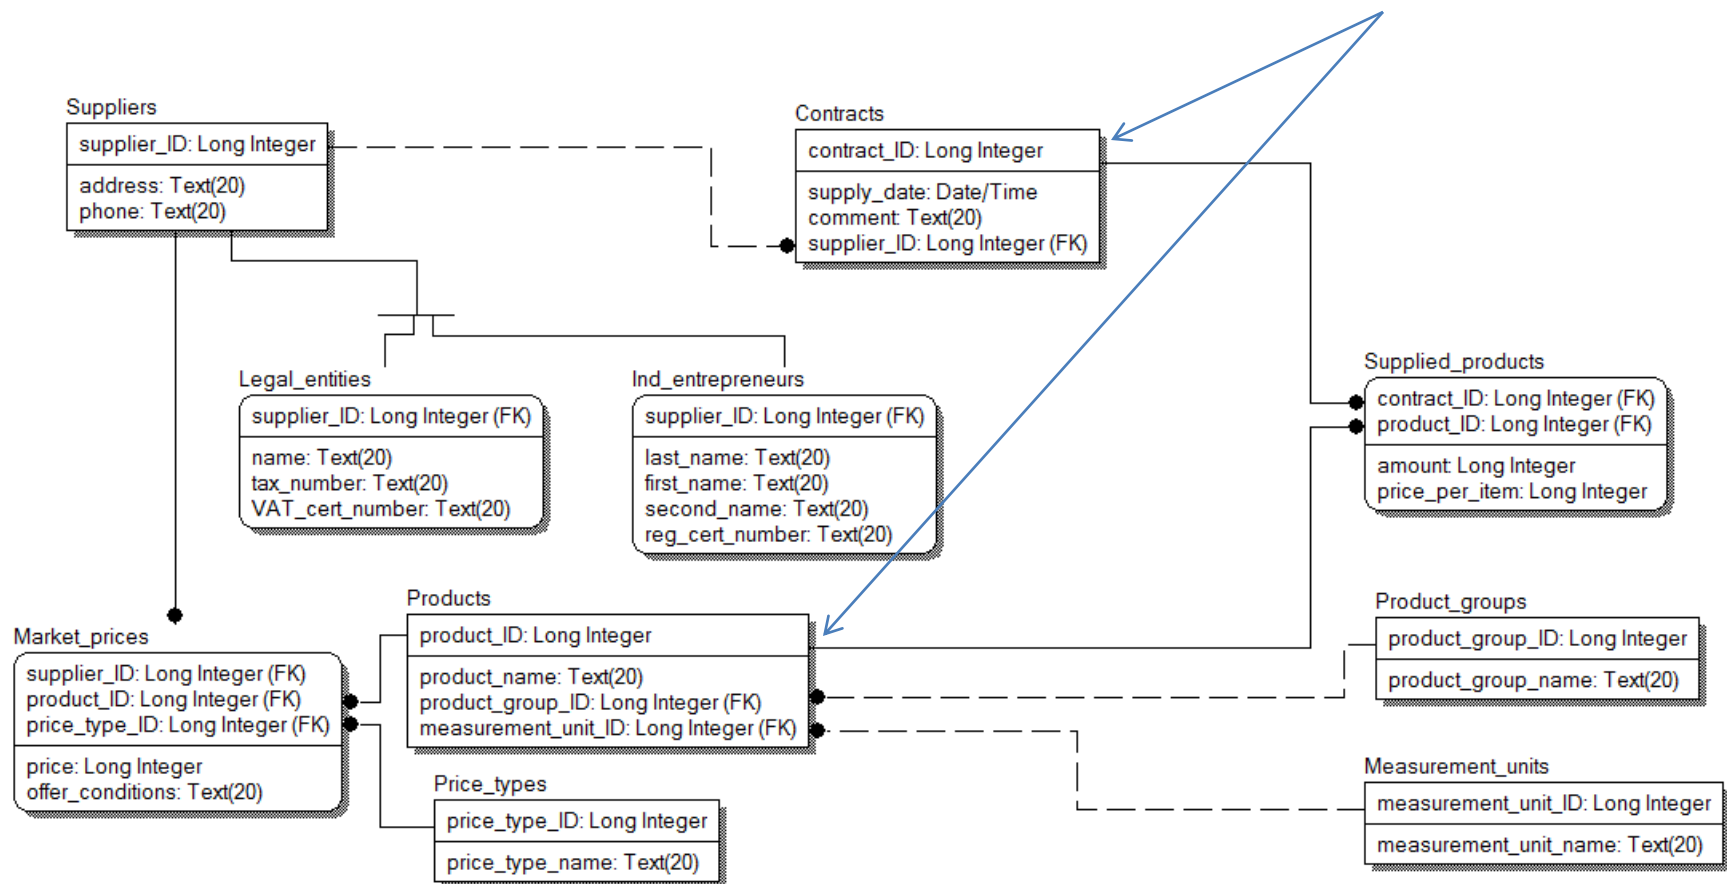 Suppliers
supplier_ID: Long Integer
address: Text(20)
phone: Text(20)
Contracts
contract_ID: Long Integer
supply_date: Date/Time
comment: Text(20)
supplier_ID: Long Integer (FK)
Legal_entities
supplier_ID: Long Integer (FK)
name: Text(20)
tax_number: Text(20)
VAT_cert_number: Text(20)
Ind_entrepreneurs
supplier_ID: Long Integer (FK)
last_name: Text(20)
first_name: Text(20)
second_name: Text(20)
reg_cert_number: Text(20)
Supplied_products
contract_ID: Long Integer (FK)
product_ID: Long Integer (FK)
amount: Long Integer
price_per_item: Long Integer
Market_prices
supplier_ID: Long Integer (FK)
product_ID: Long Integer (FK)
price_type_ID: Long Integer (FK)
price: Long Integer
offer_conditions: Text(20)
Products
product_ID: Long Integer
product_name: Text(20)
product_group_ID: Long Integer (FK)
measurement_unit_ID: Long Integer (FK)
Product_groups
product_group_ID: Long Integer
product_group_name: Text(20)
Price_types
price_type_ID: Long Integer
price_type_name: Text(20)
Measurement_units
measurement_unit_ID: Long Integer
measurement_unit_name: Text(20)